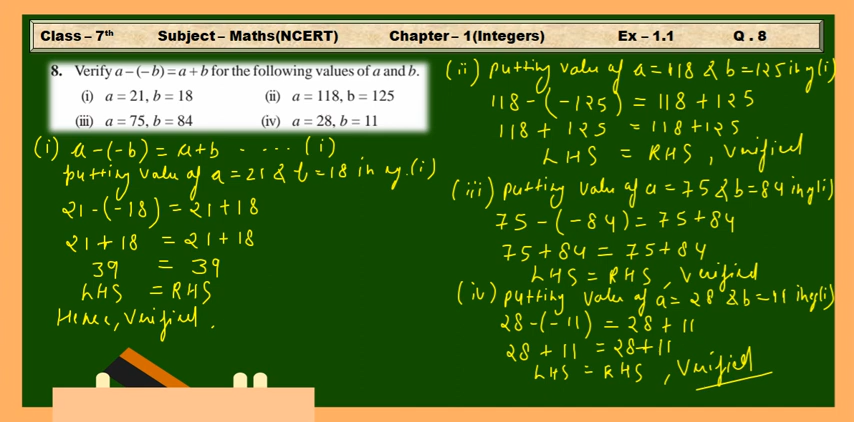 Class – 7th Subject – Maths(NCERT) Chapter – 1(Integers) Ex – 1.1 Q . 8
8. Verify a – (– b) = a + b for the following values of a and b.
(i) a = 21, b = 18 (ii) a = 118, b = 125
(iii) a = 75, b = 84 (iv) a = 28, b = 11
(i) a-(-b) = a+b - . . . . (i)
putting value of a = 21 & b = 18 in eq.(i)
21-(-18) = 21+18
21+18 = 21+18
39 = 39
LHS = RHS
Hence, Verified.
(ii) putting value of a = 118 & b = 125 in eq(i)
118-(-125) = 118+125
118+125 = 118+125
LHS = RHS, Verified
(iii) putting value of a = 75 & b = 84 in eq(i)
75-(-84) = 75+84
75+84 = 75+84
LHS = RHS, Verified
(iv) putting value of a = 28 & b = 11 in eq(i)
28-(-11) = 28+11
28+11 = 28+11
LHS = RHS, Verified